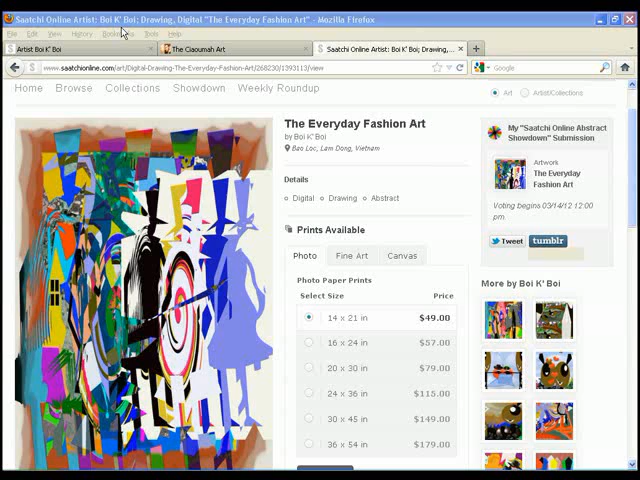 Saatchi Online Artist: Boi K' Boi; Drawing, Digital "The Everyday Fashion Art" - Mozilla Firefox
File Edit View History Bookmarks Tools Help
Artist Boi K' Boi
The Ciaoumah Art
Saatchi Online Artist: Boi K' Boi; Drawing,...
www.saatchionline.com/art/Digital-Drawing-The-Everyday-Fashion-Art/268230/1393113/view
Google
Home Browse Collections Showdown Weekly Roundup
Art Artist/Collections
The Everyday Fashion Art
by Boi K' Boi
Bao Loc, Lam Dong, Vietnam
Details
Digital Drawing Abstract
Prints Available
Photo Fine Art Canvas
Photo Paper Prints
Select Size Price
14 x 21 in $49.00
16 x 24 in $57.00
20 x 30 in $79.00
24 x 36 in $115.00
30 x 45 in $149.00
36 x 54 in $179.00
My "Saatchi Online Abstract
Showdown" Submission
Artwork
The Everyday
Fashion Art
Voting begins 03/14/12 12:00
pm.
Tweet tumblr.
More by Boi K' Boi